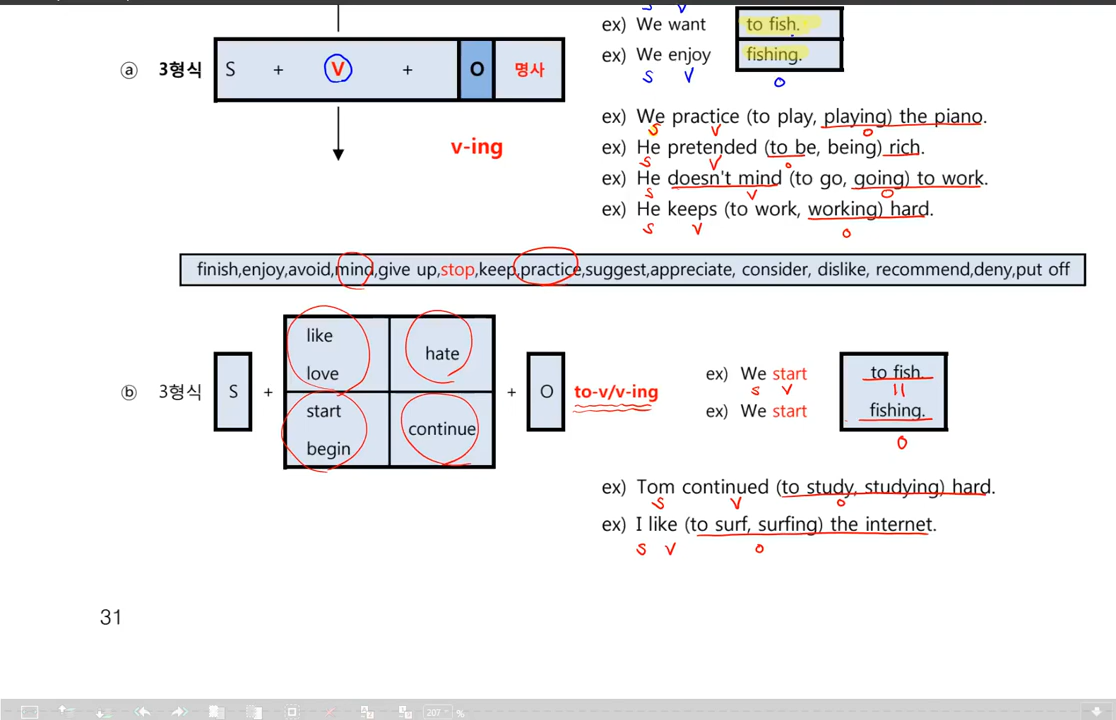 S V
ex) We want to fish.
ⓐ 3형식 S + V + O 명사
ex) We enjoy fishing.
S V O
ex) We practice (to play, playing) the piano.
S V O
v-ing
ex) He pretended (to be, being) rich.
S V O
ex) He doesn't mind (to go, going) to work.
S V O
ex) He keeps (to work, working) hard.
S V O
finish,enjoy,avoid,mind,give up,stop,keep,practice,suggest,appreciate, consider, dislike, recommend,deny,put off
like
hate
love
ⓑ 3형식 S + + O to-v/v-ing
start
continue
begin
ex) We start to fish.
S V
ex) We start fishing.
O
ex) Tom continued (to study, studying) hard.
S V O
ex) I like (to surf, surfing) the internet.
S V O
31
207 %